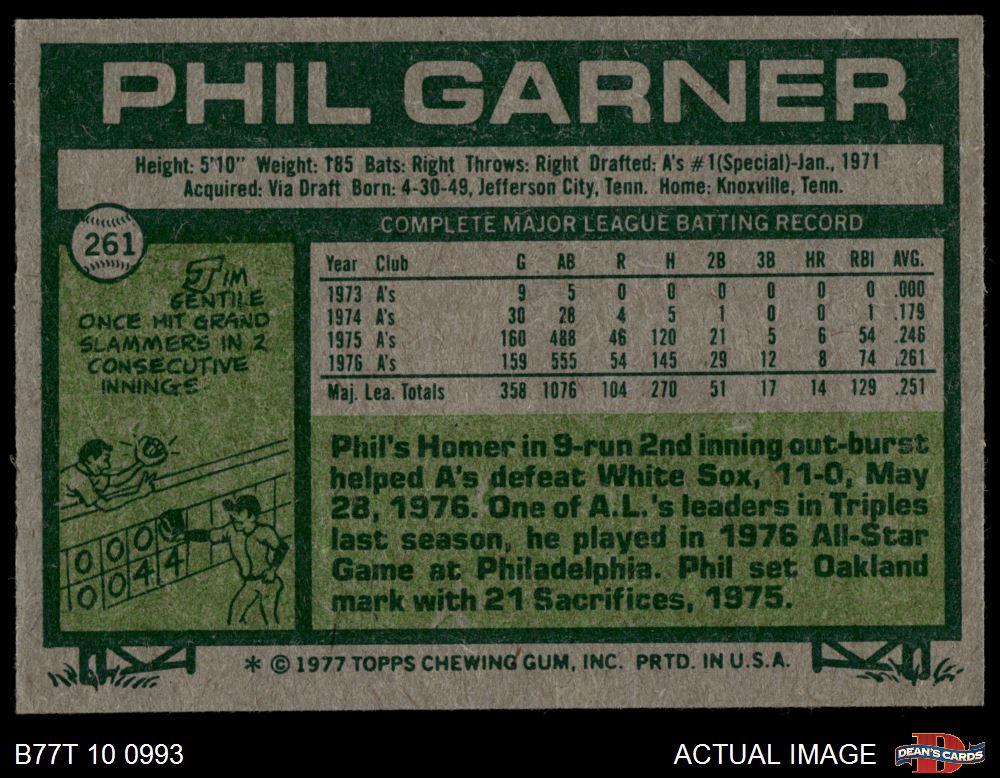 PHIL GARNER
Height: 5'10" Weight: 185 Bats: Right Throws: Right Drafted: A's #1(Special)-Jan., 1971
Acquired: Via Draft Born: 4-30-49, Jefferson City, Tenn. Home: Knoxville, Tenn.
261
JIM
GENTILE
ONCE HIT GRAND
SLAMMERS IN 2
CONSECUTIVE
INNINGS
0 0 0
0 0 4 4
COMPLETE MAJOR LEAGUE BATTING RECORD
Year Club G AB R H 2B 3B HR RBI AVG.
1973 A's 9 5 0 0 0 0 0 0 .000
1974 A's 30 28 4 5 1 0 0 1 .179
1975 A's 160 488 46 120 21 5 6 54 .246
1976 A's 159 555 54 145 29 12 8 74 .261
Maj. Lea. Totals 358 1076 104 270 51 17 14 129 .251
Phil's Homer in 9-run 2nd inning out-burst
helped A's defeat White Sox, 11-0, May
28, 1976. One of A.L.'s leaders in Triples
last season, he played in 1976 All-Star
Game at Philadelphia. Phil set Oakland
mark with 21 Sacrifices, 1975.
* © 1977 TOPPS CHEWING GUM, INC. PRTD. IN U.S.A.
B77T 10 0993
ACTUAL IMAGE
DEAN'S CARDS